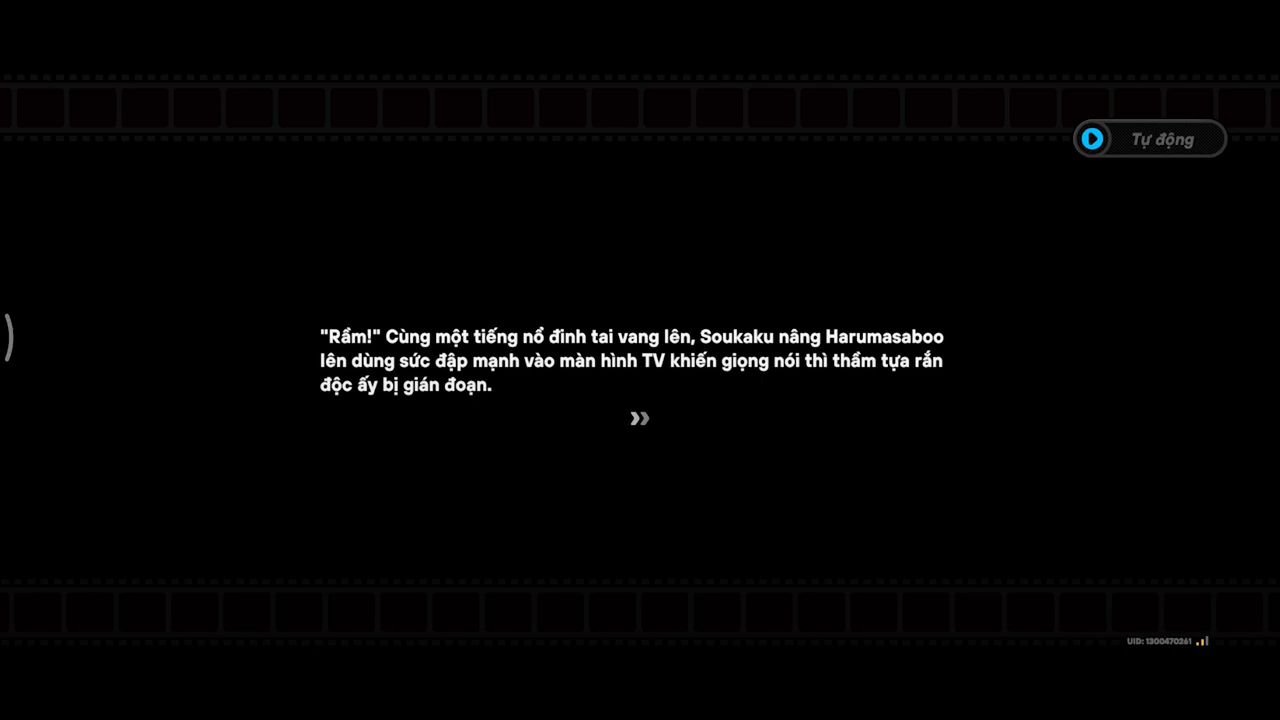 Tự động
"Rầm!" Cùng một tiếng nổ đinh tai vang lên, Soukaku nâng Harumasaboo
lên dùng sức đập mạnh vào màn hình TV khiến giọng nói thì thầm tựa rắn
độc ấy bị gián đoạn.
UID: 1300470261